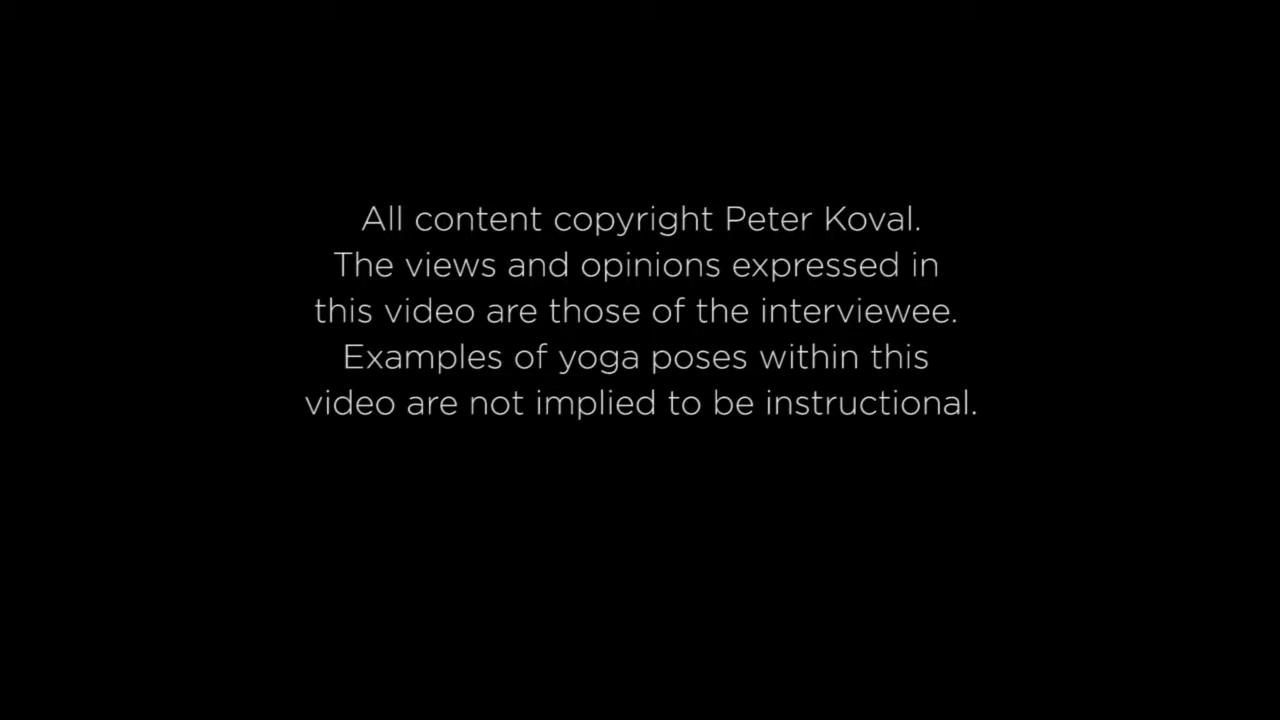 All content copyright Peter Koval.
The views and opinions expressed in
this video are those of the interviewee.
Examples of yoga poses within this
video are not implied to be instructional.